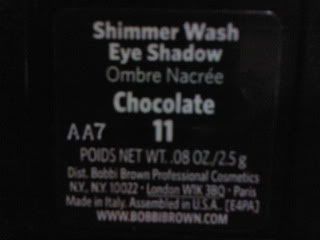 Shimmer Wash
Eye Shadow
Ombre Nacrée
Chocolate
AA7 11
POIDS NET WT. .08 OZ./2.5 g
Dist. Bobbi Brown Professional Cosmetics
N.Y., N.Y. 10022 • London W1K 3BQ • Paris
Made in Italy. Assembled in U.S.A. [E4PA]
WWW.BOBBIBROWN.COM